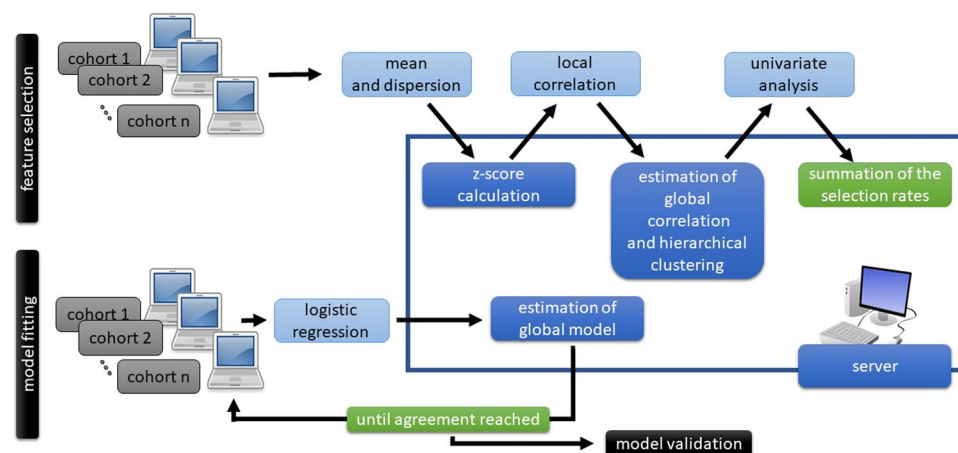 feature selection
cohort 1
cohort 2
cohort n
mean
and dispersion
local
correlation
univariate
analysis
z-score
calculation
estimation of
global
correlation
and hierarchical
clustering
summation of the
selection rates
model fitting
cohort 1
cohort 2
cohort n
logistic
regression
estimation of
global model
server
until agreement reached
model validation